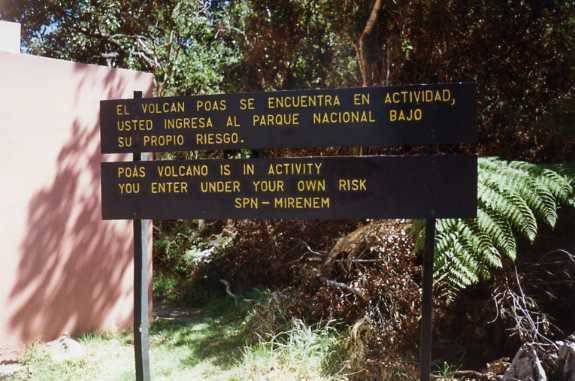 EL VOLCAN POAS SE ENCUENTRA EN ACTIVIDAD,
USTED INGRESA AL PARQUE NACIONAL BAJO
SU PROPIO RIESGO.
POAS VOLCANO IS IN ACTIVITY
YOU ENTER UNDER YOUR OWN RISK
SPN-MIRENEM